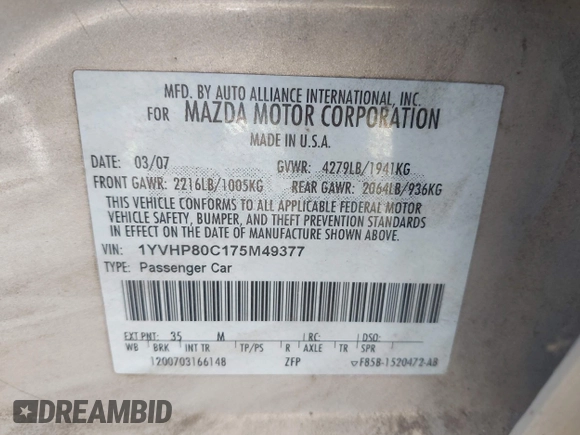 MFD. BY AUTO ALLIANCE INTERNATIONAL, INC.
FOR MAZDA MOTOR CORPORATION
MADE IN U.S.A.
DATE: 03/07 GVWR: 4279LB/1941KG
FRONT GAWR: 2216LB/1005KG REAR GAWR: 2064LB/936KG
THIS VEHICLE CONFORMS TO ALL APPLICABLE FEDERAL MOTOR
VEHICLE SAFETY, BUMPER, AND THEFT PREVENTION STANDARDS
IN EFFECT ON THE DATE OF MANUFACTURE SHOWN ABOVE.
VIN: 1YVHP80C175M49377
TYPE: Passenger Car
EXT PNT: 35 M RC: DSO:
WB BRK INT TR TP/PS R AXLE TR SPR
1200703166148 ZFP F85B-1520472-AB
DREAMBID